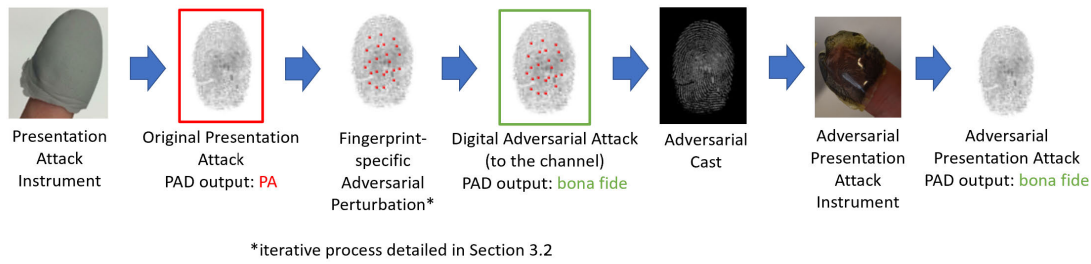 Presentation
Attack
Instrument
Original Presentation
Attack
PAD output: PA
Fingerprint-
specific
Adversarial
Perturbation*
Digital Adversarial Attack
(to the channel)
PAD output: bona fide
Adversarial
Cast
Adversarial
Presentation
Attack
Instrument
Adversarial
Presentation Attack
PAD output: bona fide
*iterative process detailed in Section 3.2